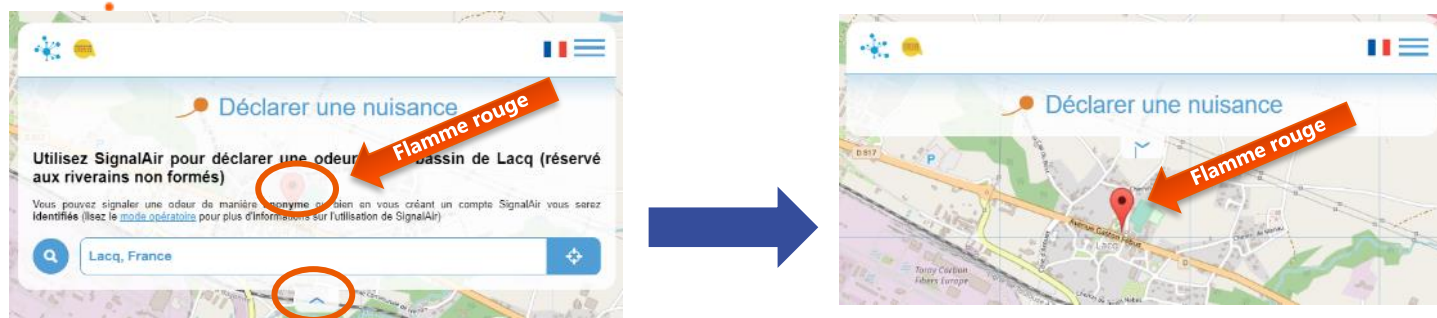 Déclarer une nuisance
Flamme rouge
Utilisez SignalAir pour déclarer une odeur bassin de Lacq (réservé
aux riverains non formés)
Vous pouvez signaler une odeur de manière anonyme ou bien en vous créant un compte SignalAir vous serez
identifiés (lisez le mode opératoire pour plus d'informations sur l'utilisation de SignalAir)
Lacq, France
Déclarer une nuisance
Flamme rouge
D 817
P
Avenue Gaston Fébus
Lacq
D
Toray Carbon
Fibers Europe